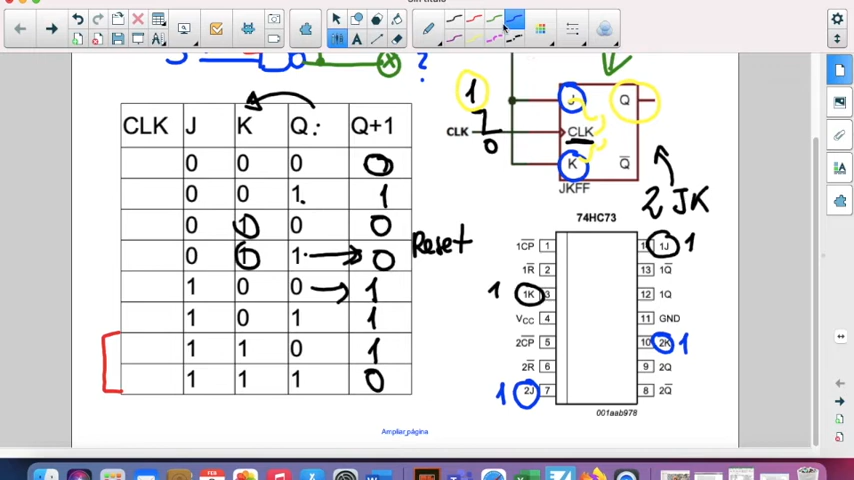 Sin título
?
CLK J K Q: Q+1
0 0 0 0
0 0 1. 1
0 1 0 0
0 1 1 0 Reset
1 0 0 1
1 0 1 1
1 1 0 1
1 1 1 0
1
J Q
CLK CLK
0
K Q
JKFF
2 JK
74HC73
1CP 1 14 1J 1
1R 2 13 1Q
1 1K 3 12 1Q
VCC 4 11 GND
2CP 5 10 2K 1
2R 6 9 2Q
1 2J 7 8 2Q
001aab978
Ampliar página
FEB